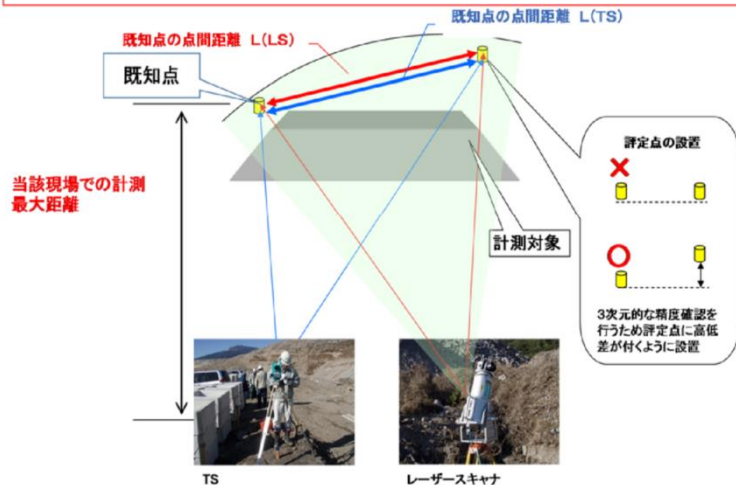 既知点の点間距離 L(TS)
既知点の点間距離 L(LS)
既知点
当該現場での計測
最大距離
計測対象
評定点の設置
3次元的な精度確認を
行うため評定点に高低
差が付くように設置
TS
レーザースキャナ